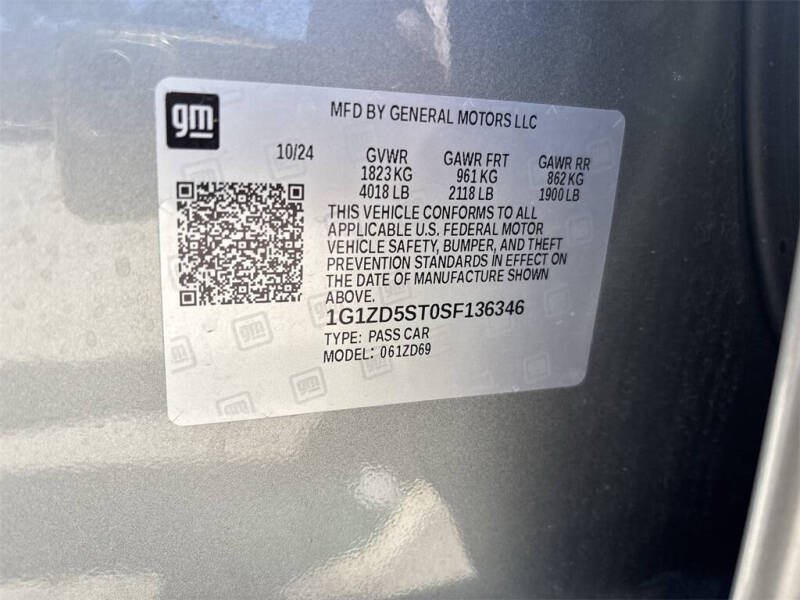 gm
MFD BY GENERAL MOTORS LLC
10/24 GVWR GAWR FRT GAWR RR
1823 KG 961 KG 862 KG
4018 LB 2118 LB 1900 LB
THIS VEHICLE CONFORMS TO ALL
APPLICABLE U.S. FEDERAL MOTOR
VEHICLE SAFETY, BUMPER, AND THEFT
PREVENTION STANDARDS IN EFFECT ON
THE DATE OF MANUFACTURE SHOWN
ABOVE.
1G1ZD5ST0SF136346
TYPE: PASS CAR
MODEL: 061ZD69